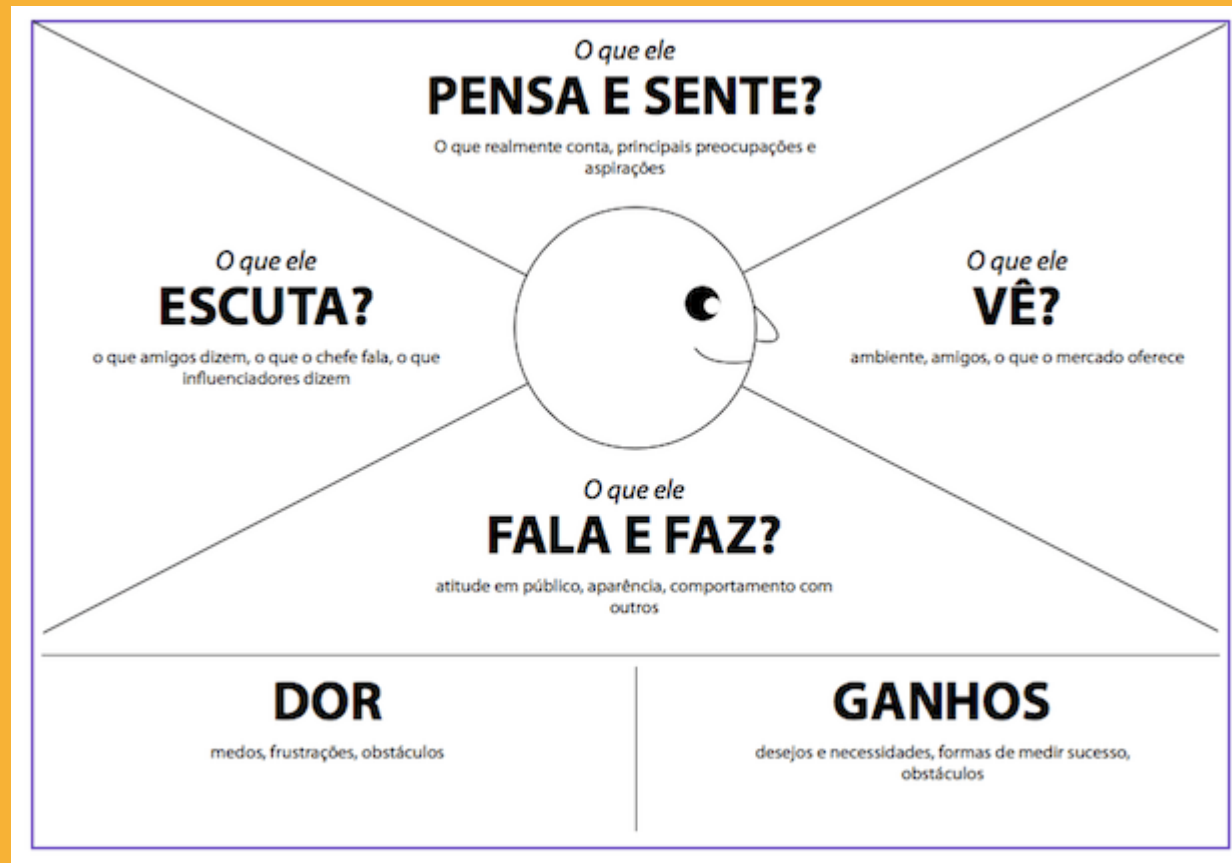 O que ele
PENSA E SENTE?
O que realmente conta, principais preocupações e
aspirações
O que ele
ESCUTA?
o que amigos dizem, o que o chefe fala, o que
influenciadores dizem
O que ele
VÊ?
ambiente, amigos, o que o mercado oferece
O que ele
FALA E FAZ?
atitude em público, aparência, comportamento com
outros
DOR
medos, frustrações, obstáculos
GANHOS
desejos e necessidades, formas de medir sucesso,
obstáculos